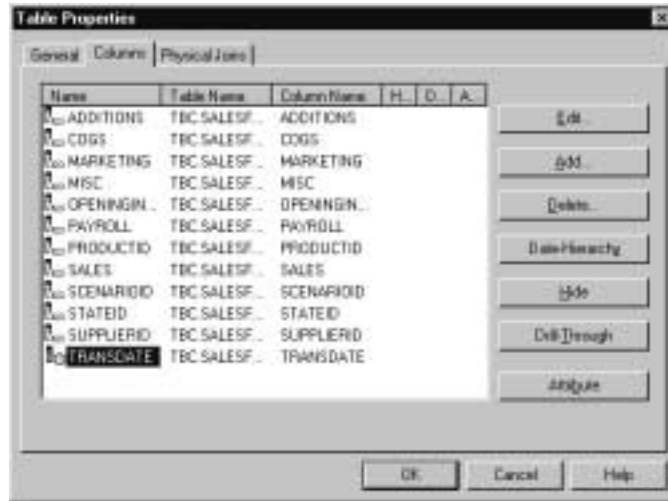 Table Properties
General Columns Physical Joins
Name Table Name Column Name H... D... A...
ADDITIONS TBC.SALESF... ADDITIONS
COGS TBC.SALESF... COGS
MARKETING TBC.SALESF... MARKETING
MISC TBC.SALESF... MISC
OPENINGIN... TBC.SALESF... OPENINGIN...
PAYROLL TBC.SALESF... PAYROLL
PRODUCTID TBC.SALESF... PRODUCTID
SALES TBC.SALESF... SALES
SCENARIOID TBC.SALESF... SCENARIOID
STATEID TBC.SALESF... STATEID
SUPPLIERID TBC.SALESF... SUPPLIERID
TRANSDATE TBC.SALESF... TRANSDATE
Edit...
Add...
Delete...
Date-Hierarchy
Hide
Drill-Through
Attribute
OK
Cancel
Help